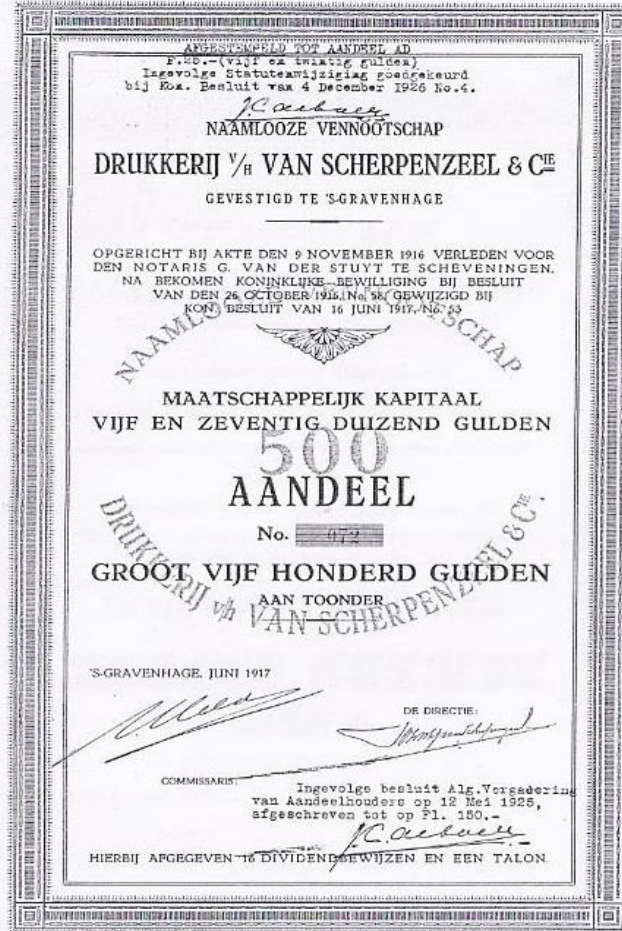 AFGESTEMPELD TOT AANDEEL AD
F.25.-(vijf en twintig gulden)
Ingevolge Statutenwijziging goedgekeurd
bij Kon. Besluit van 4 December 1926 No.4.
NAAMLOOZE VENNOOTSCHAP
DRUKKERIJ V/H VAN SCHERPENZEEL & CIE
GEVESTIGD TE 'S-GRAVENHAGE
OPGERICHT BIJ AKTE DEN 9 NOVEMBER 1916 VERLEDEN VOOR
DEN NOTARIS G. VAN DER STUYT TE SCHEVENINGEN.
NA BEKOMEN KONINKLIJKE BEWILLIGING BIJ BESLUIT
VAN DEN 26 OCTOBER 1916, No. 58, GEWIJZIGD BIJ
KON. BESLUIT VAN 16 JUNI 1917, No. 53
NAAMLOOZE VENNOOTSCHAP
MAATSCHAPPELIJK KAPITAAL
VIJF EN ZEVENTIG DUIZEND GULDEN
500
AANDEEL
No. 072
GROOT VIJF HONDERD GULDEN
AAN TOONDER
DRUKKERIJ v/h VAN SCHERPENZEEL & CIE.
'S-GRAVENHAGE, JUNI 1917
DE DIRECTIE:
COMMISSARIS:
Ingevolge besluit Alg.Vergadering
van Aandeelhouders op 12 Mei 1925,
afgeschreven tot op Fl. 150.-
HIERBIJ AFGEGEVEN 16 DIVIDENDBEWIJZEN EN EEN TALON.